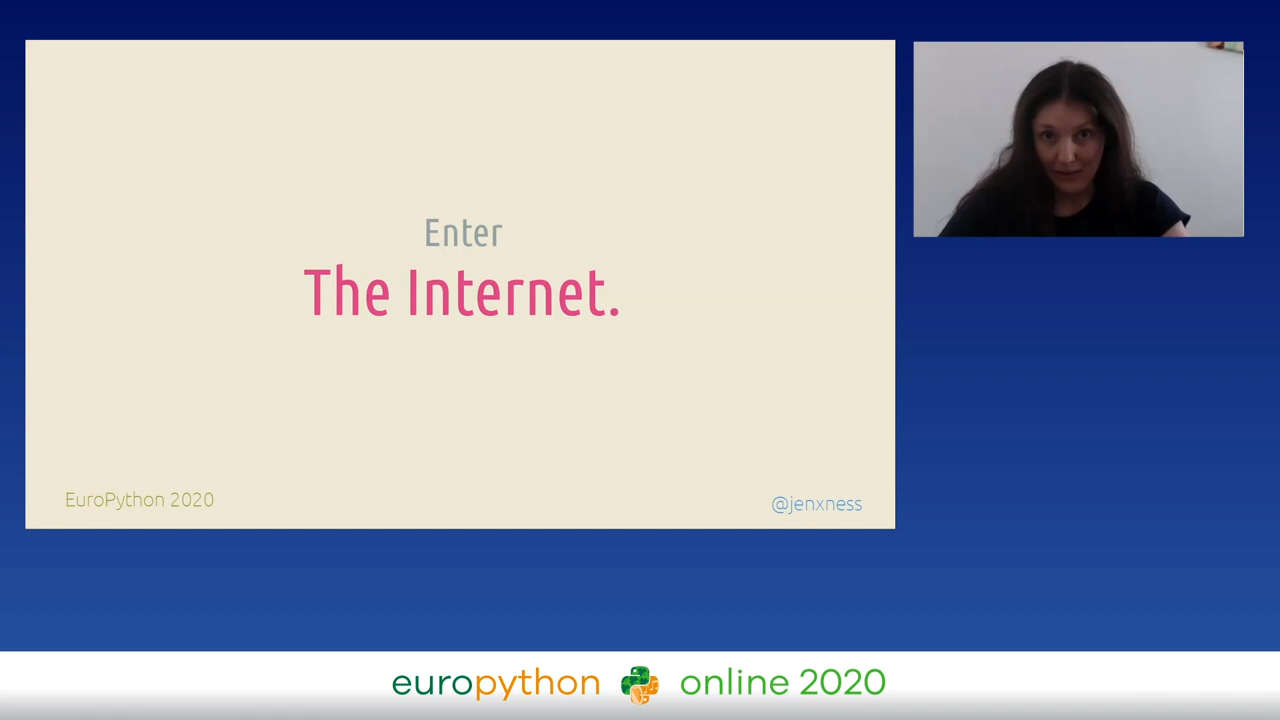 Enter
The Internet.
EuroPython 2020
@jenxness
europython online 2020